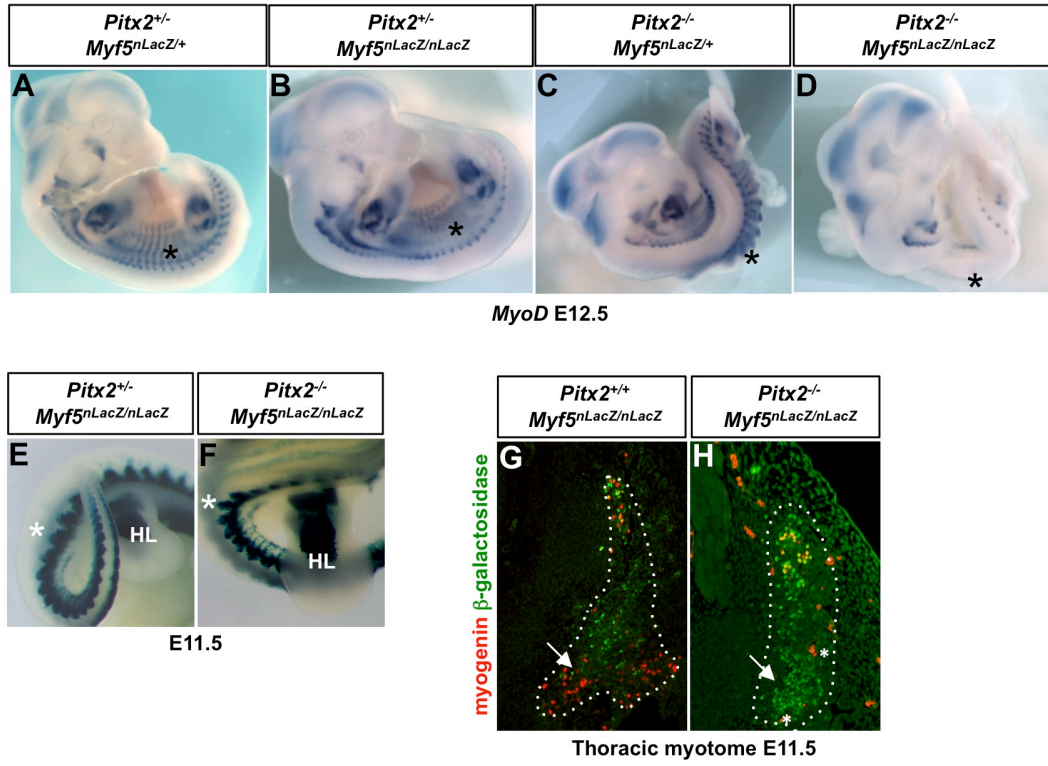 Pitx2+/-
Myf5nLacZ/+
Pitx2+/-
Myf5nLacZ/nLacZ
Pitx2-/-
Myf5nLacZ/+
Pitx2-/-
Myf5nLacZ/nLacZ
A
*
B
*
C
*
D
*
MyoD E12.5
Pitx2+/-
Myf5nLacZ/nLacZ
Pitx2-/-
Myf5nLacZ/nLacZ
E
*
HL
F
*
HL
E11.5
Pitx2+/+
Myf5nLacZ/nLacZ
Pitx2-/-
Myf5nLacZ/nLacZ
myogenin β-galactosidase
G
H
*
*
Thoracic myotome E11.5